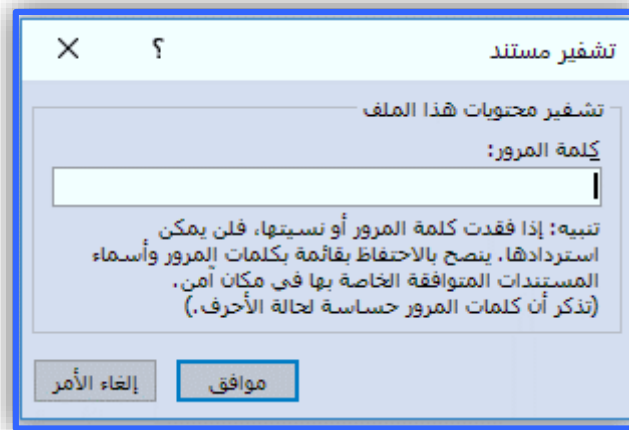 تشفير مستند ؟ ×
تشفير محتويات هذا الملف
كلمة المرور:
تنبيه: إذا فقدت كلمة المرور أو نسيتها، فلن يمكن
استردادها. ينصح بالاحتفاظ بقائمة بكلمات المرور وأسماء
المستندات المتوافقة الخاصة بها في مكان آمن.
(تذكر أن كلمات المرور حساسة لحالة الأحرف.)
موافق إلغاء الأمر